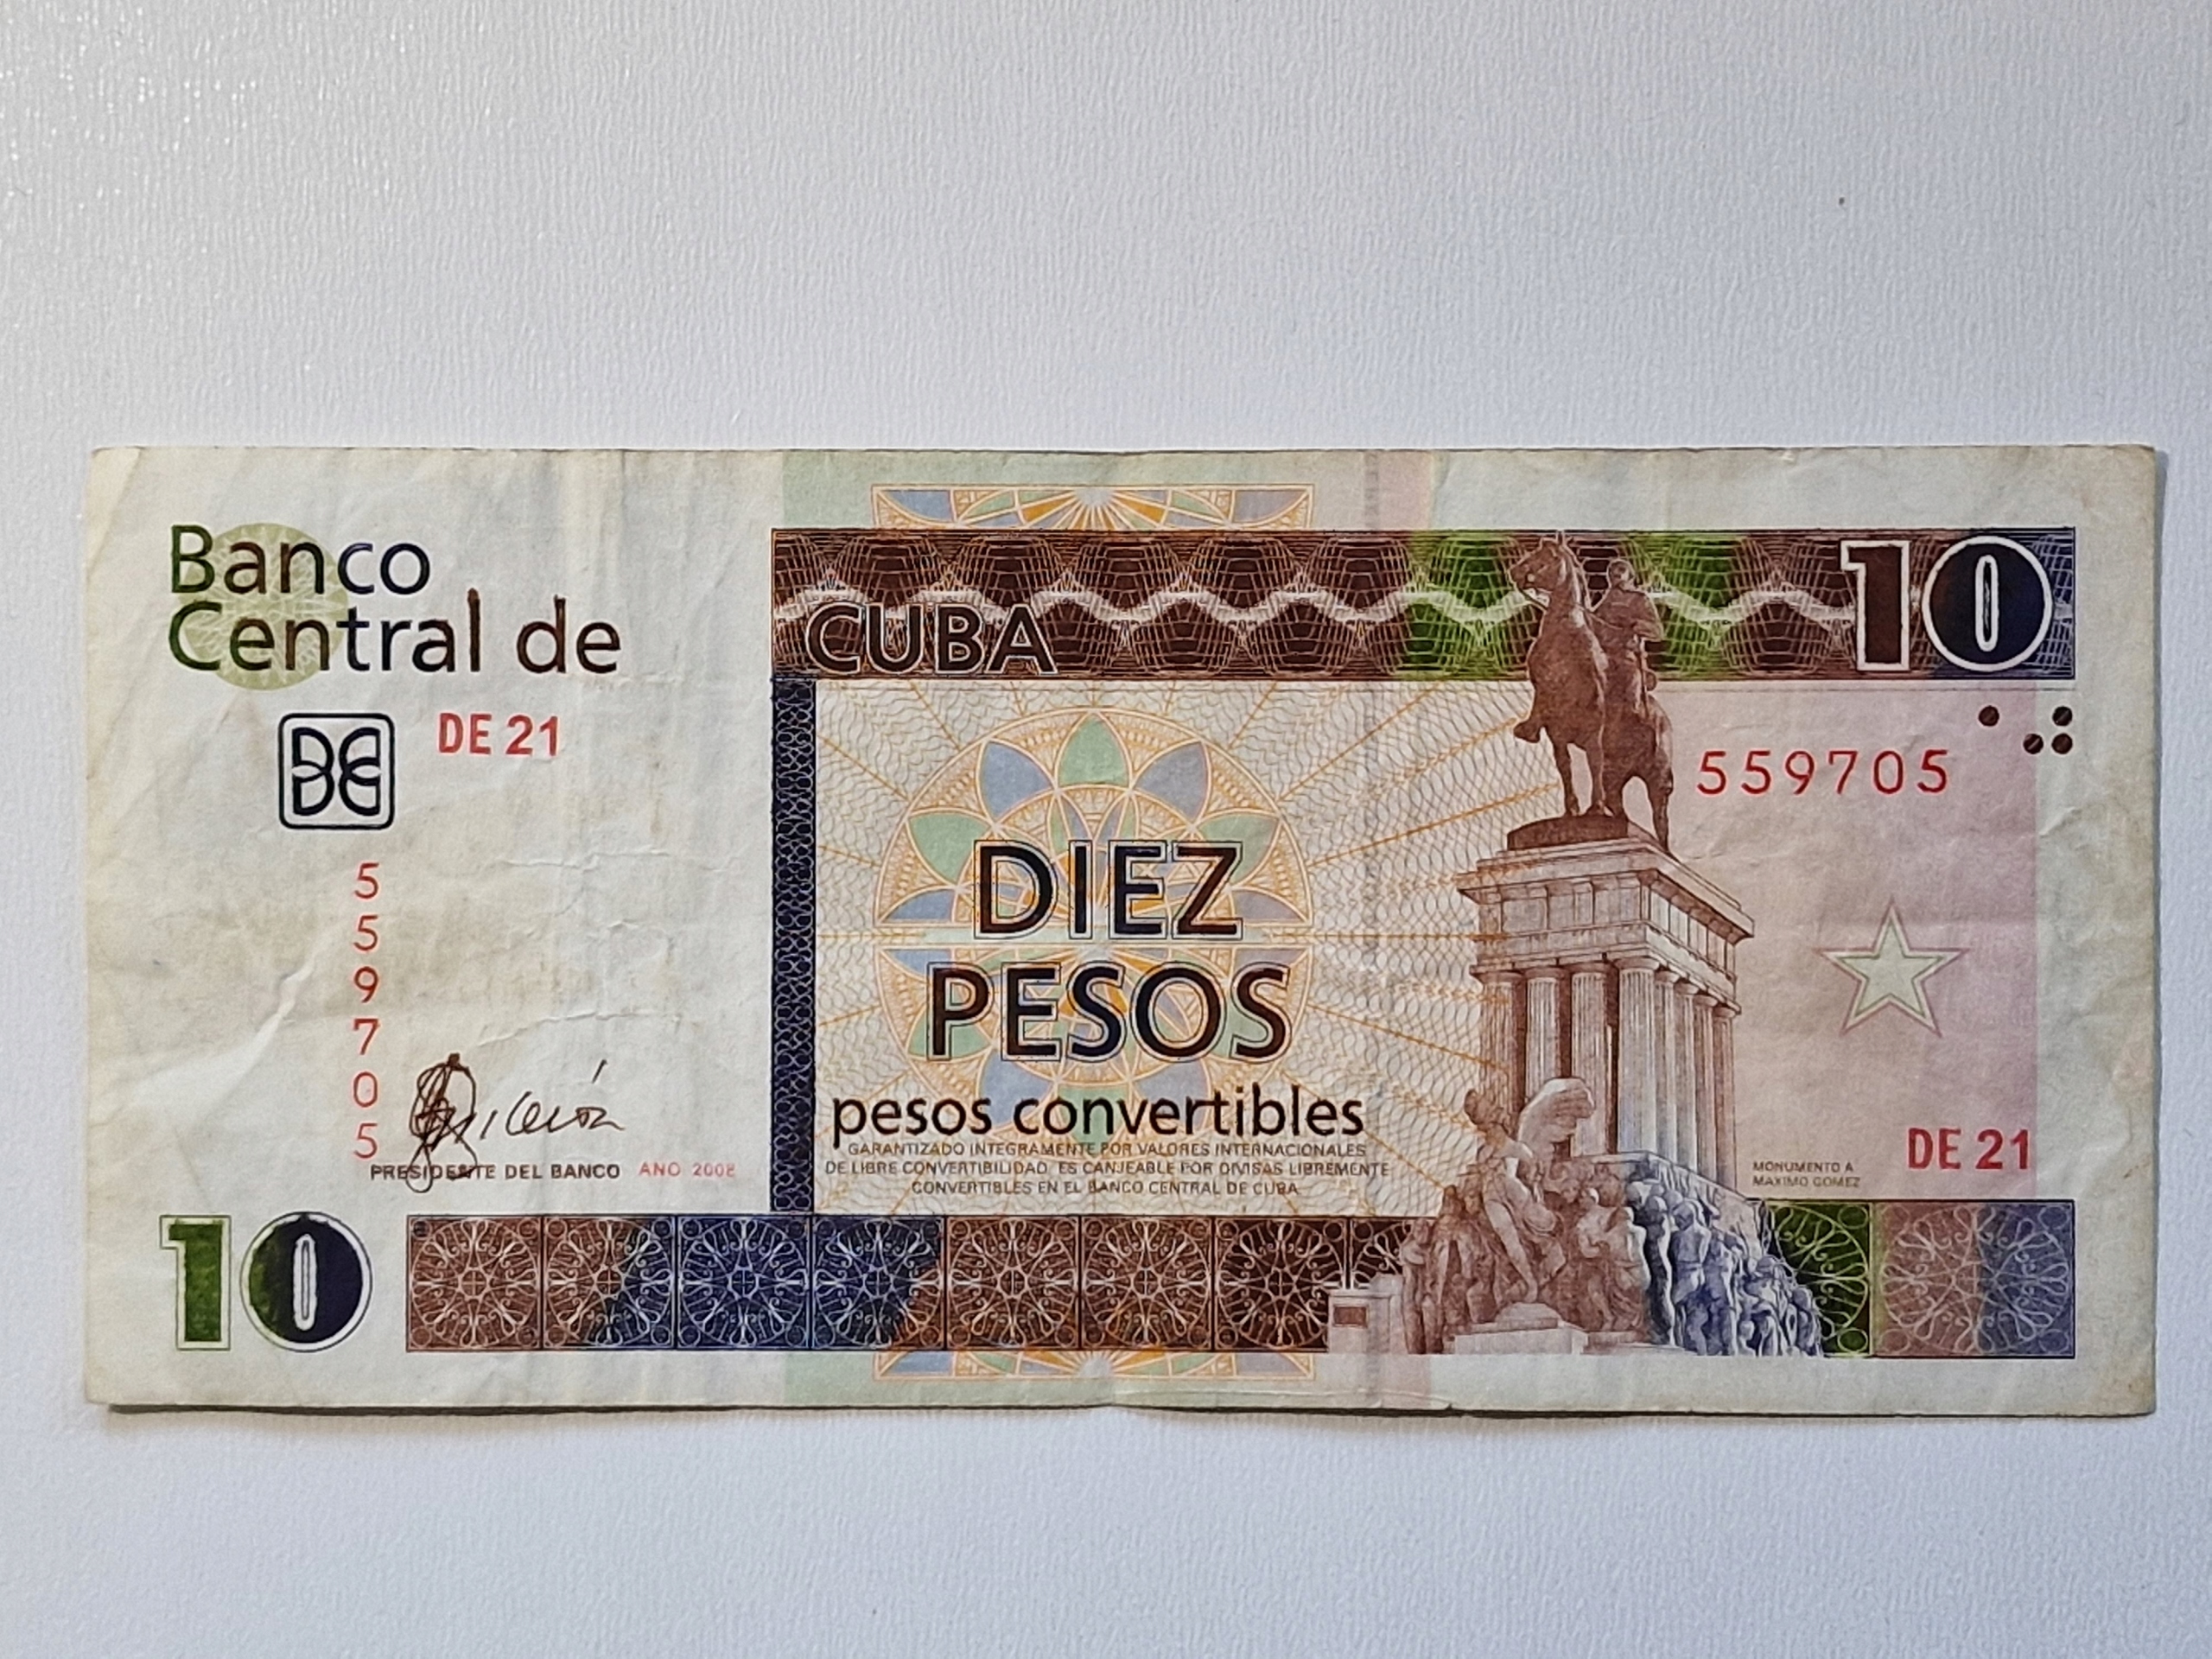 Banco
Central de
CUBA
10
DE 21
559705
5
5
9
7
0
5
DIEZ
PESOS
pesos convertibles
GARANTIZADO INTEGRAMENTE POR VALORES INTERNACIONALES
DE LIBRE CONVERTIBILIDAD. ES CANJEABLE POR DIVISAS LIBREMENTE
CONVERTIBLES EN EL BANCO CENTRAL DE CUBA
PRESIDENTE DEL BANCO AÑO 2008
MONUMENTO A
MAXIMO GOMEZ
DE 21
10